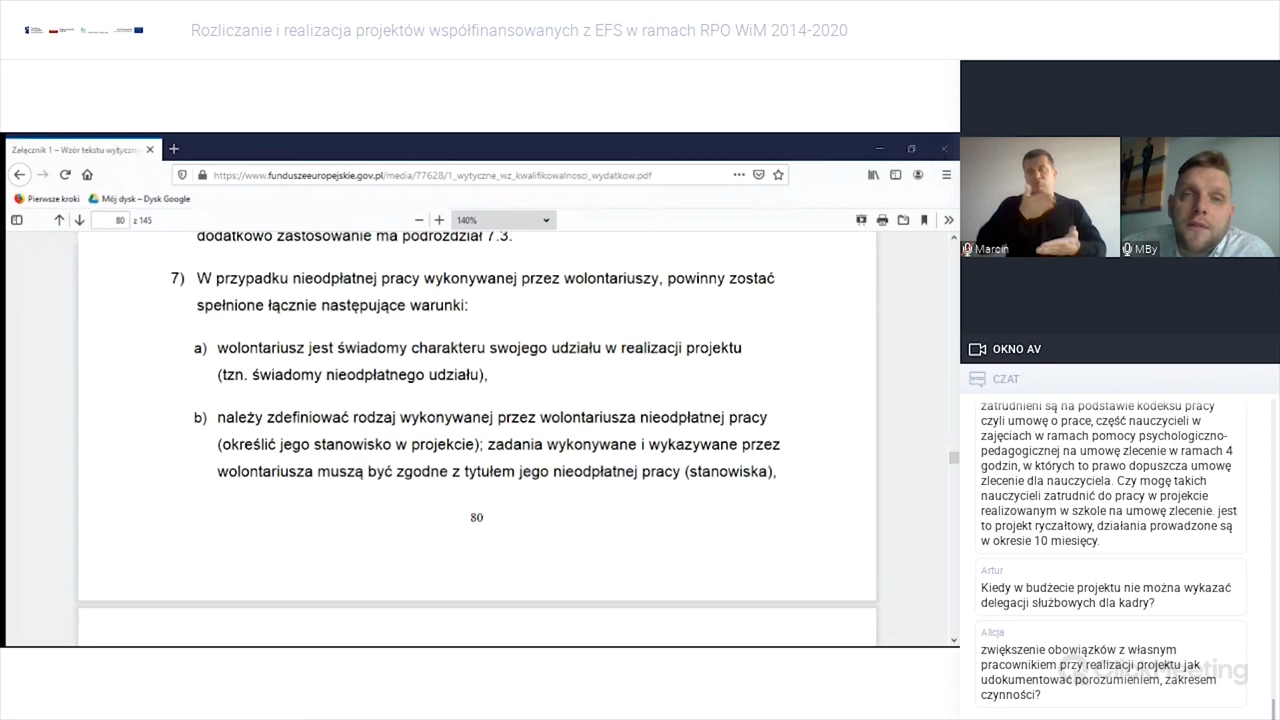 Rozliczanie i realizacja projektów współfinansowanych z EFS w ramach RPO WiM 2014-2020
Załącznik 1 – Wzór tekstu wytyczn
https://www.funduszeeuropejskie.gov.pl/media/77628/1_wytyczne_wz_kwalifikowalnosci_wydatkow.pdf
Pierwsze kroki
Mój dysk – Dysk Google
80 z 145
140%
dodatkowo zastosowanie ma podrozdział 7.3.
7) W przypadku nieodpłatnej pracy wykonywanej przez wolontariuszy, powinny zostać
spełnione łącznie następujące warunki:
a) wolontariusz jest świadomy charakteru swojego udziału w realizacji projektu
(tzn. świadomy nieodpłatnego udziału),
b) należy zdefiniować rodzaj wykonywanej przez wolontariusza nieodpłatnej pracy
(określić jego stanowisko w projekcie); zadania wykonywane i wykazywane przez
wolontariusza muszą być zgodne z tytułem jego nieodpłatnej pracy (stanowiska),
80
Marcin
MBy
OKNO AV
CZAT
zatrudnieni są na podstawie kodeksu pracy
czyli umowę o prace, część nauczycieli w
zajęciach w ramach pomocy psychologiczno-
pedagogicznej na umowę zlecenie w ramach 4
godzin, w których to prawo dopuszcza umowę
zlecenie dla nauczyciela. Czy mogę takich
nauczycieli zatrudnić do pracy w projekcie
realizowanym w szkole na umowę zlecenie. jest
to projekt ryczałtowy, działania prowadzone są
w okresie 10 miesięcy.
Artur
Kiedy w budżecie projektu nie można wykazać
delegacji służbowych dla kadry?
Alicja
zwiększenie obowiązków z własnym
pracownikiem przy realizacji projektu jak
udokumentować porozumieniem, zakresem
czynności?
ClickMeeting